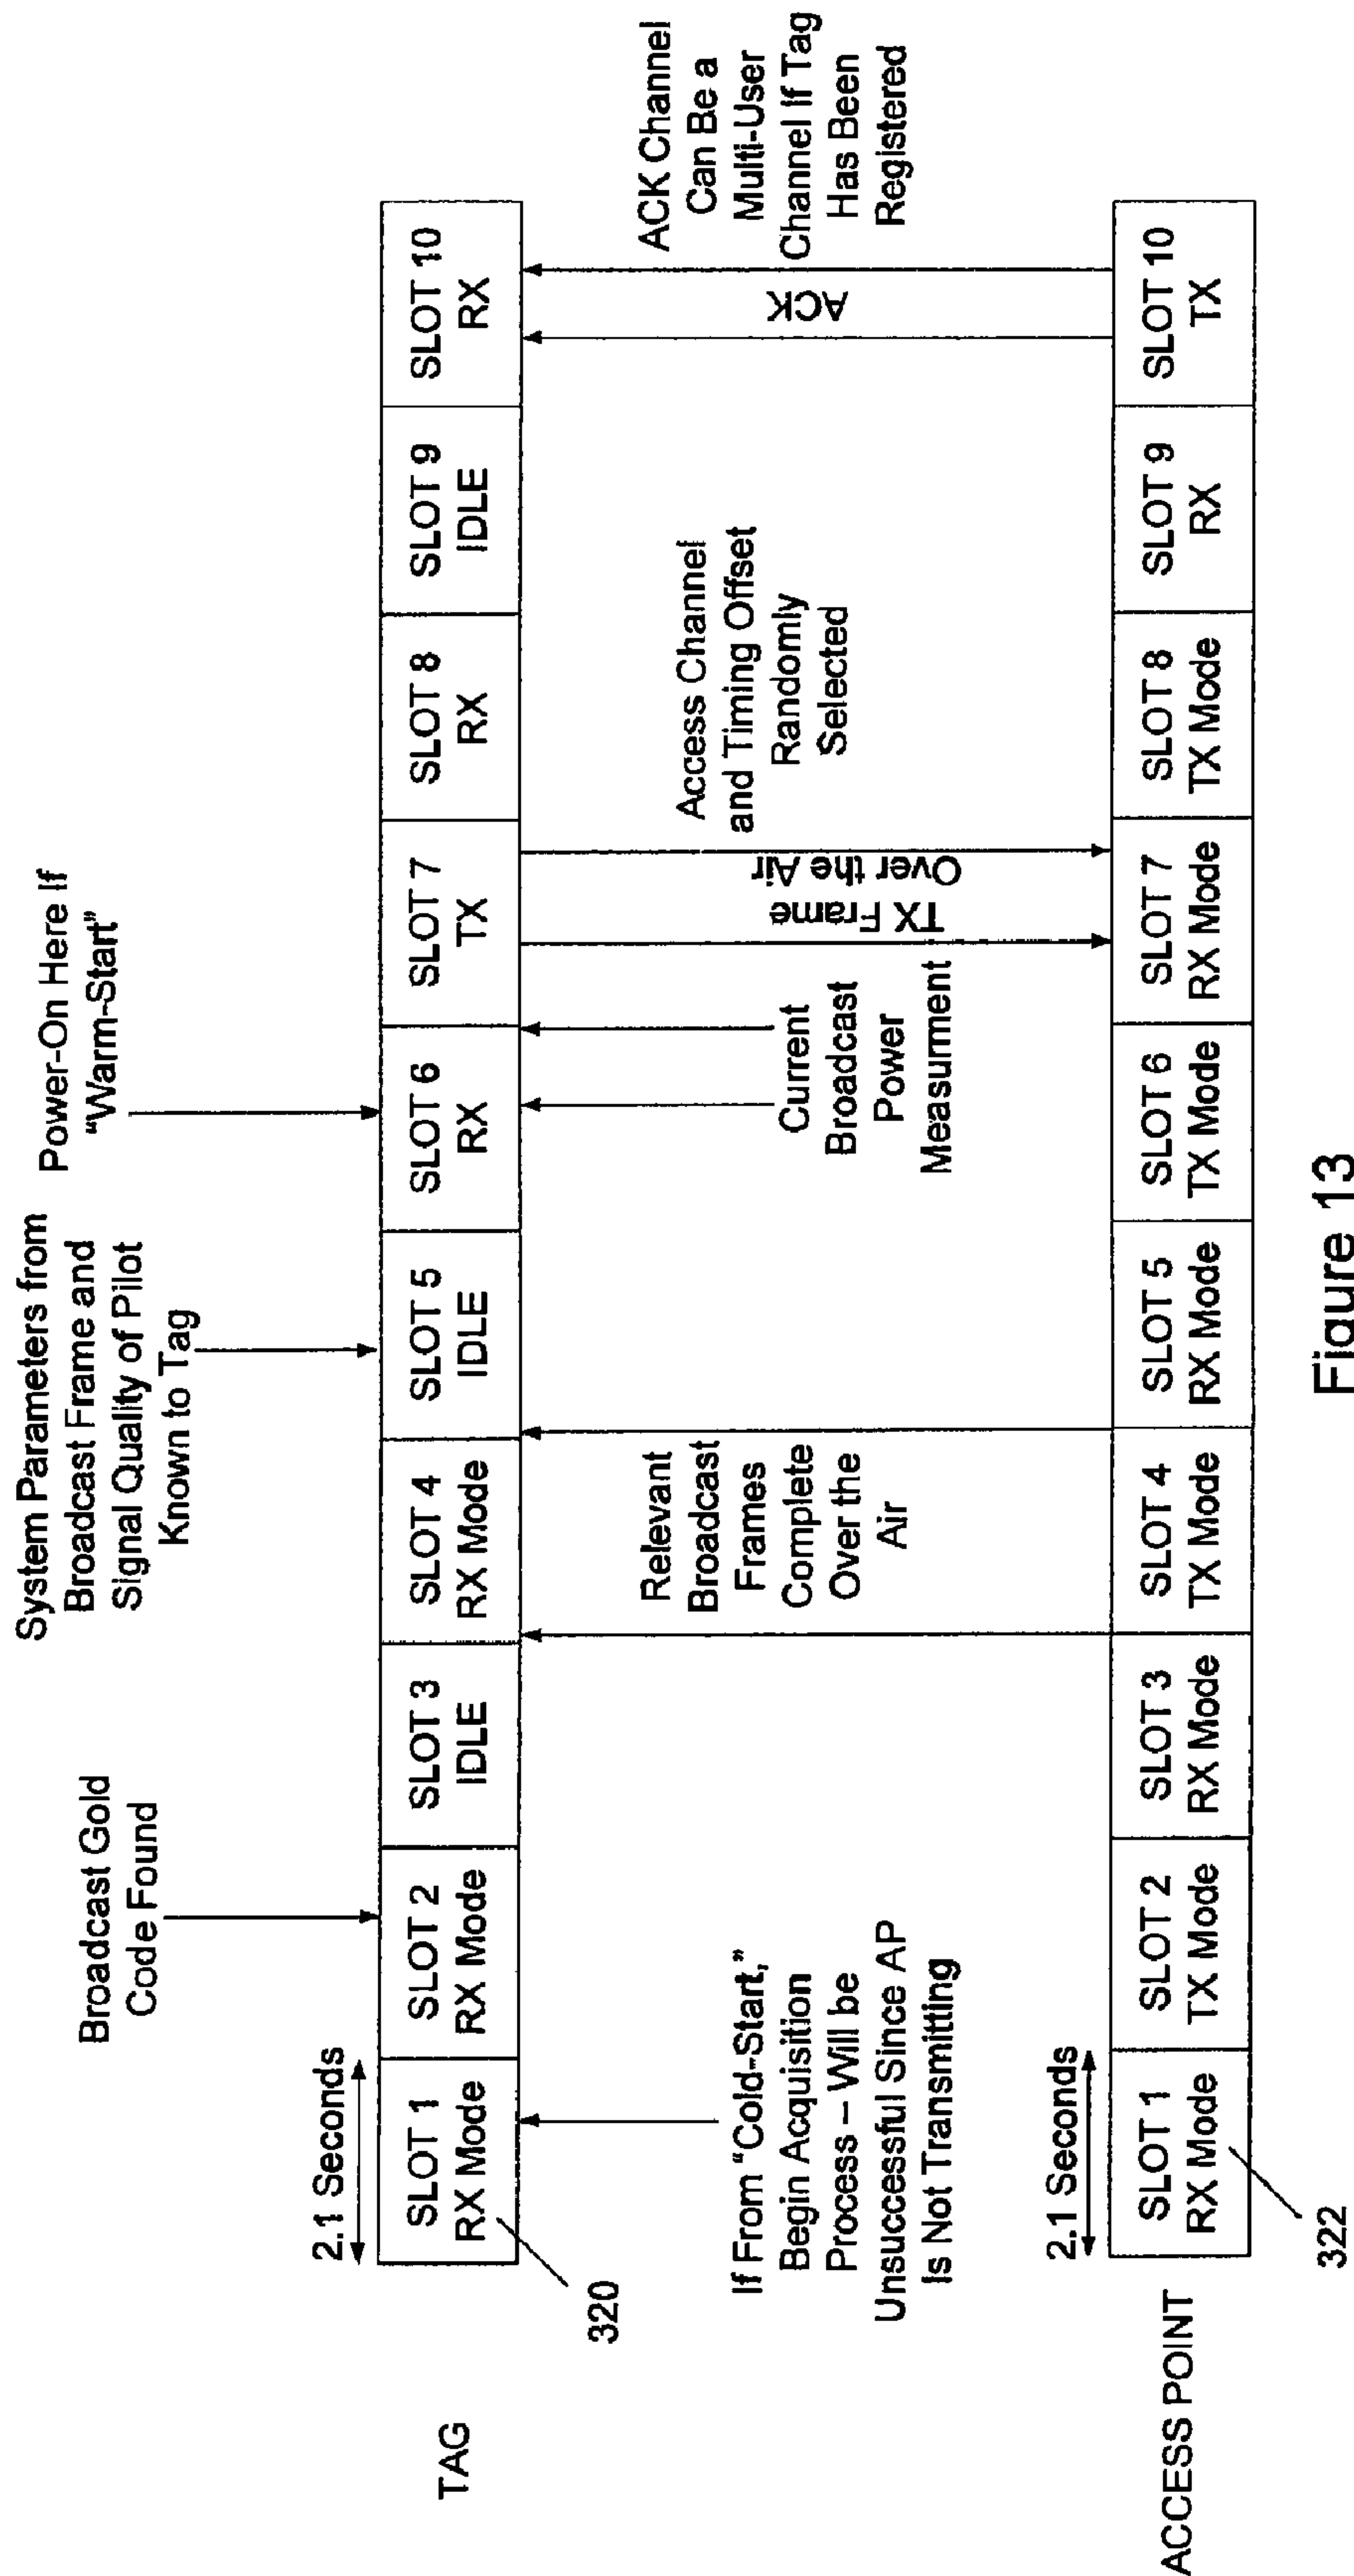 Broadcast Gold
Code Found
System Parameters from
Broadcast Frame and
Signal Quality of Pilot
Known to Tag
Power-On Here If
“Warm-Start”
2.1 Seconds
TAG
SLOT 1
RX Mode
SLOT 2
RX Mode
SLOT 3
IDLE
SLOT 4
RX Mode
SLOT 5
IDLE
SLOT 6
RX
SLOT 7
TX
SLOT 8
RX
SLOT 9
IDLE
SLOT 10
RX
320
If From “Cold-Start,”
Begin Acquisition
Process – Will be
Unsuccessful Since AP
Is Not Transmitting
Relevant
Broadcast
Frames
Complete
Over the
Air
Current
Broadcast
Power
Measurment
TX Frame
Over the Air
Access Channel
and Timing Offset
Randomly
Selected
ACK
ACK Channel
Can Be a
Multi-User
Channel If Tag
Has Been
Registered
2.1 Seconds
ACCESS POINT
SLOT 1
RX Mode
SLOT 2
TX Mode
SLOT 3
RX Mode
SLOT 4
TX Mode
SLOT 5
RX Mode
SLOT 6
TX Mode
SLOT 7
RX Mode
SLOT 8
TX Mode
SLOT 9
RX
SLOT 10
TX
322
Figure 13